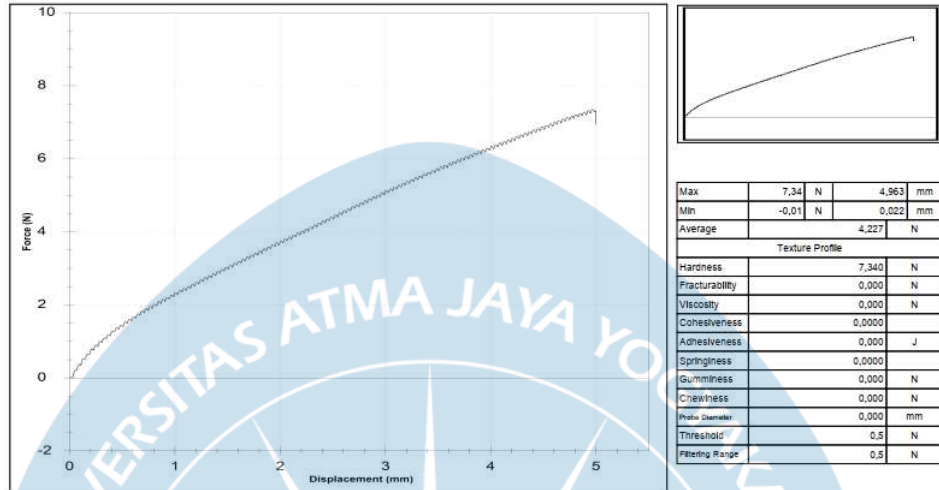 10
8
6
4
2
0
-2
Force (N)
0 1 2 3 4 5
Displacement (mm)
UNIVERSITAS ATMA JAYA YOGYAKA
Max 7,34 N 4,963 mm
Min -0,01 N 0,022 mm
Average 4,227 N
Texture Profile
Hardness 7,340 N
Fracturability 0,000 N
Viscosity 0,000 N
Cohesiveness 0,0000
Adhesiveness 0,000 J
Springiness 0,0000
Gumminess 0,000 N
Chewiness 0,000 N
Probe Diameter 0,000 mm
Threshold 0,5 N
Filtering Range 0,5 N